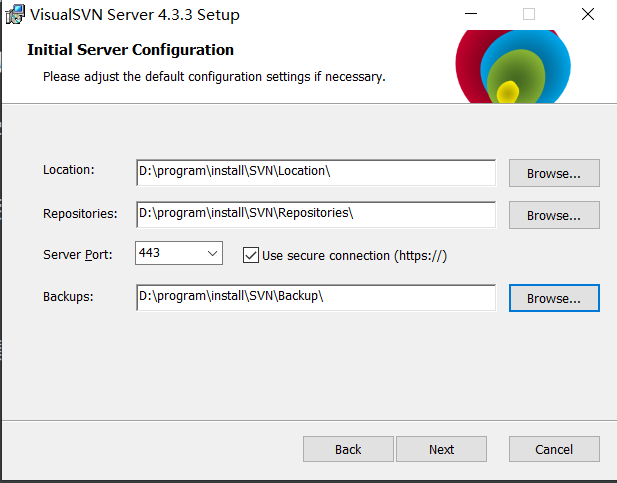 VisualSVN Server 4.3.3 Setup
Initial Server Configuration
Please adjust the default configuration settings if necessary.
Location: D:\program\install\SVN\Location\ Browse...
Repositories: D:\program\install\SVN\Repositories\ Browse...
Server Port: 443 Use secure connection (https://)
Backups: D:\program\install\SVN\Backup\ Browse...
Back Next Cancel